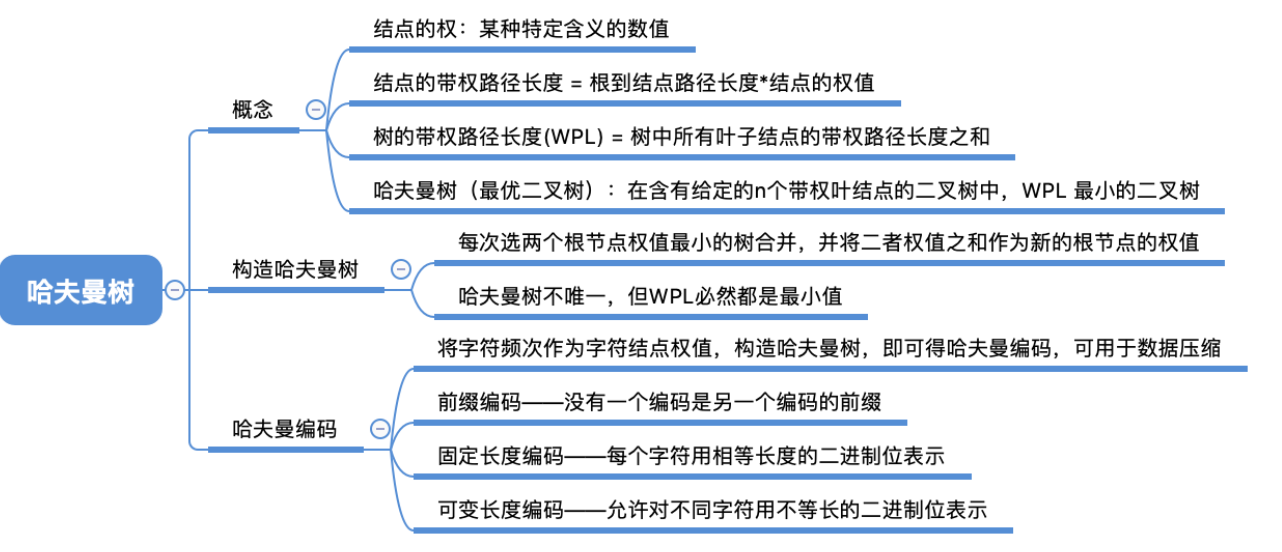 结点的权：某种特定含义的数值
结点的带权路径长度 = 根到结点路径长度*结点的权值
概念
树的带权路径长度(WPL) = 树中所有叶子结点的带权路径长度之和
哈夫曼树（最优二叉树）：在含有给定的n个带权叶结点的二叉树中，WPL 最小的二叉树
每次选两个根节点权值最小的树合并，并将二者权值之和作为新的根节点的权值
构造哈夫曼树
哈夫曼树
哈夫曼树不唯一，但WPL必然都是最小值
将字符频次作为字符结点权值，构造哈夫曼树，即可得哈夫曼编码，可用于数据压缩
前缀编码——没有一个编码是另一个编码的前缀
哈夫曼编码
固定长度编码——每个字符用相等长度的二进制位表示
可变长度编码——允许对不同字符用不等长的二进制位表示